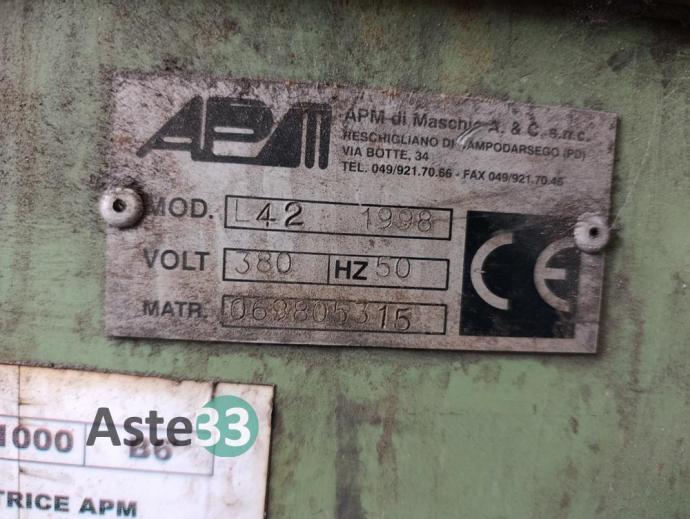 APM
APM di Maschio A. & C. s.n.c.
RESCHIGLIANO DI CAMPODARSEGO (PD)
VIA BOTTE, 34
TEL. 049/921.70.66 - FAX 049/921.70.46
MOD. L42 1998
VOLT 380 HZ 50
MATR. 069805315
CE
1000 B6
Aste33
TRICE APM